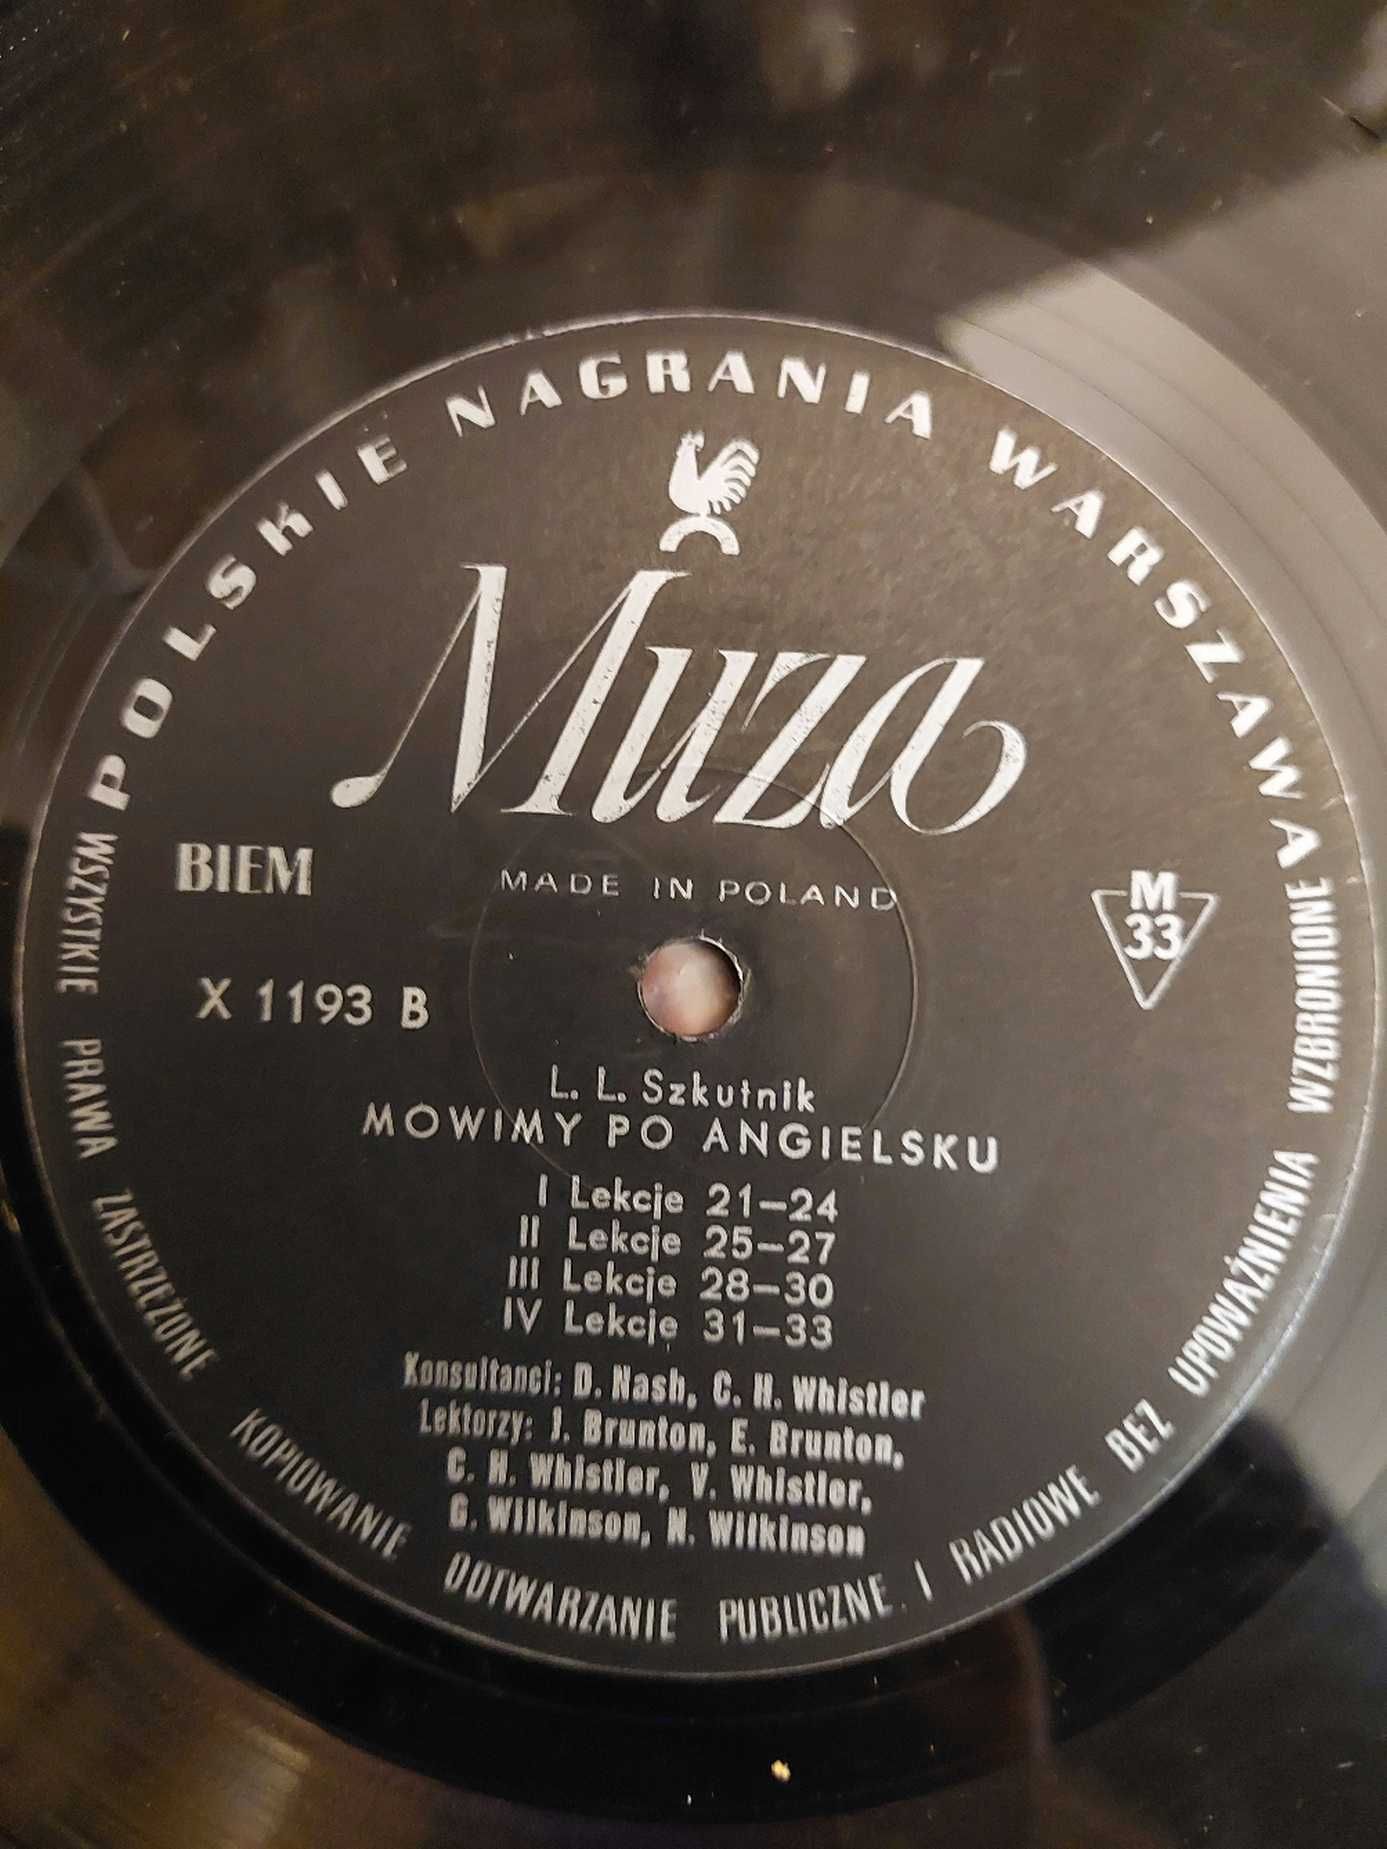 POLSKIE NAGRANIA WARSZAWA
Muza
BIEM
MADE IN POLAND
M
33
X 1193 B
L. L. Szkutnik
MOWIMY PO ANGIELSKU
I Lekcje 21—24
II Lekcje 25—27
III Lekcje 28—30
IV Lekcje 31—33
Konsultanci: D. Nash, C. H. Whistler
Lektorzy: J. Brunton, E. Brunton,
C. H. Whistler, V. Whistler,
G. Wilkinson, N. Wilkinson
WSZYSTKIE PRAWA ZASTRZEŻONE KOPIOWANIE ODTWARZANIE PUBLICZNE I RADIOWE BEZ UPOWAŻNIENIA WZBRONIONE